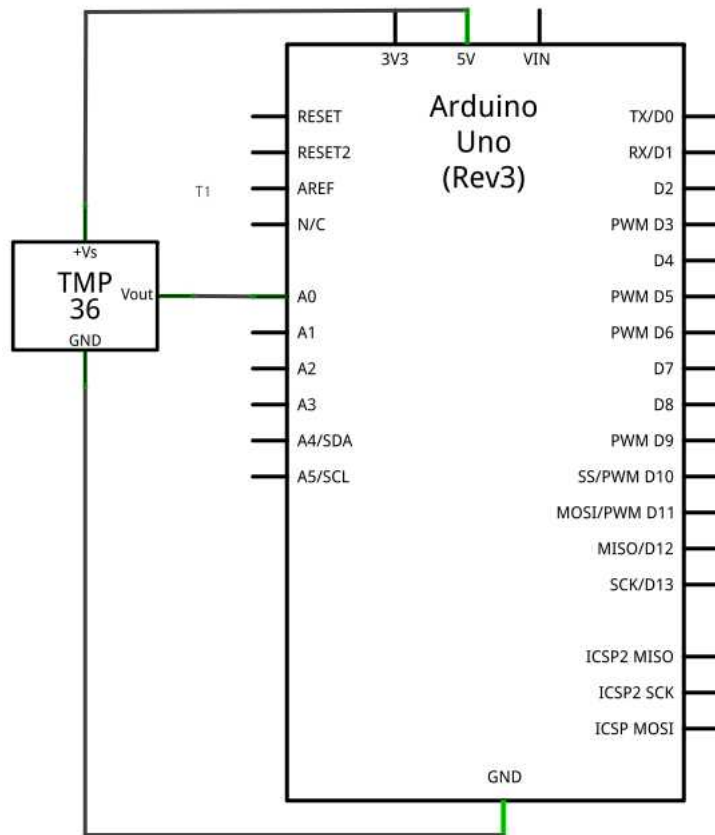 3V3
5V
VIN
Arduino
Uno
(Rev3)
RESET
RESET2
AREF
N/C
A0
A1
A2
A3
A4/SDA
A5/SCL
TX/D0
RX/D1
D2
PWM D3
D4
PWM D5
PWM D6
D7
D8
PWM D9
SS/PWM D10
MOSI/PWM D11
MISO/D12
SCK/D13
ICSP2 MISO
ICSP2 SCK
ICSP MOSI
GND
T1
+Vs
TMP
36
Vout
GND